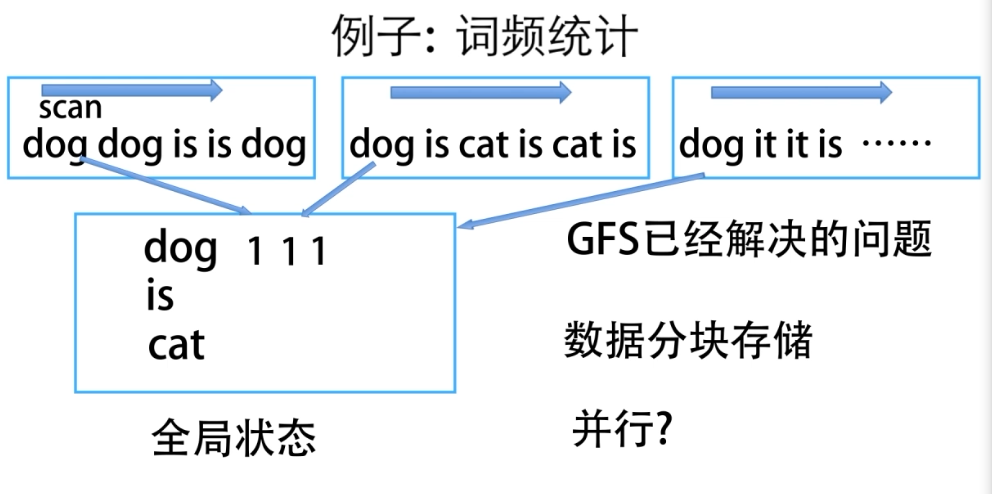 例子: 词频统计
scan
dog dog is is dog
dog is cat is cat is
dog it it is ……
dog 1 1 1
is
cat
GFS已经解决的问题
数据分块存储
并行?
全局状态